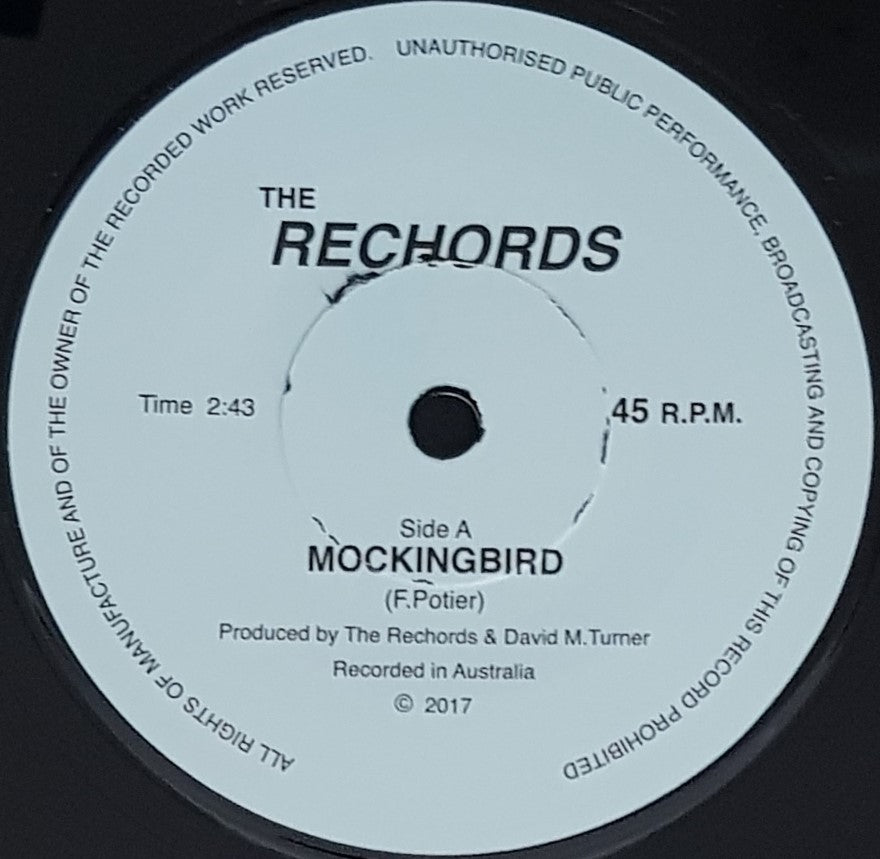 ALL RIGHTS OF MANUFACTURE AND OF THE OWNER OF THE RECORDED WORK RESERVED. UNAUTHORISED PUBLIC PERFORMANCE, BROADCASTING AND COPYING OF THIS RECORD PROHIBITED
THE
RECHORDS
Time 2:43
45 R.P.M.
Side A
MOCKINGBIRD
(F.Potier)
Produced by The Rechords & David M.Turner
Recorded in Australia
© 2017